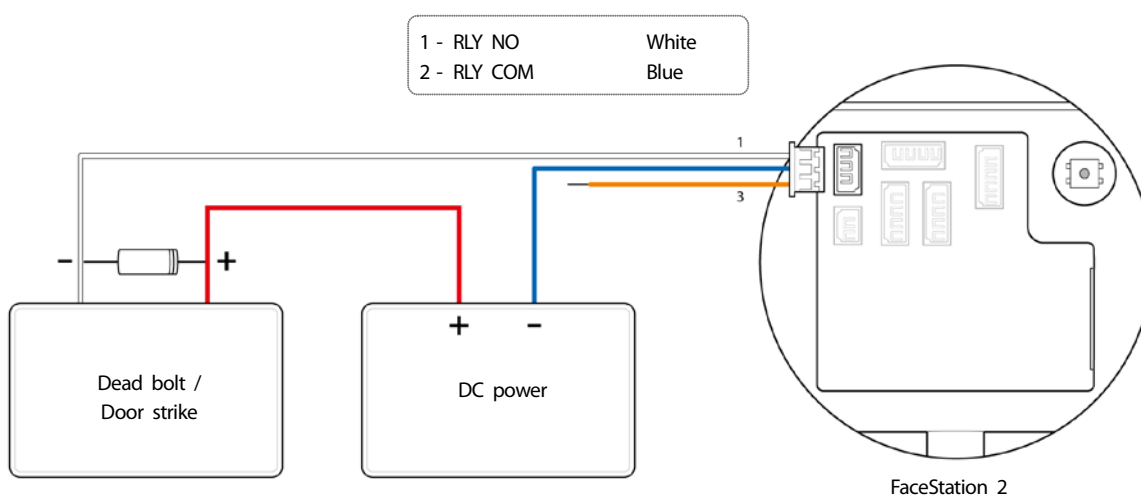 1 - RLY NO White
2 - RLY COM Blue
1
3
- +
+ -
Dead bolt /
Door strike
DC power
FaceStation 2